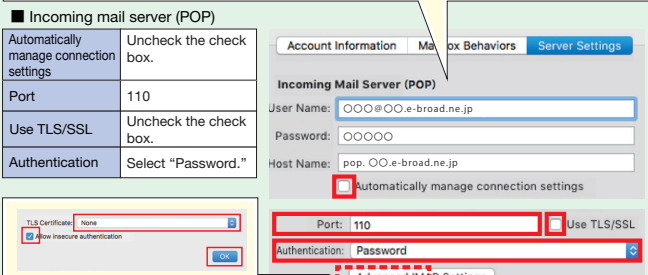 ■ Incoming mail server (POP)
Automatically
manage connection
settings
Uncheck the check
box.
Port
110
Use TLS/SSL
Uncheck the check
box.
Authentication
Select “Password.”
Account Information
Server Settings
Incoming Mail Server (POP)
User Name: ○○○@○○.e-broad.ne.jp
Password: ○○○○○
Host Name: pop. ○○.e-broad.ne.jp
Automatically manage connection settings
Port: 110
Use TLS/SSL
Authentication: Password
TLS Certificate: None
Allow insecure authentication
OK